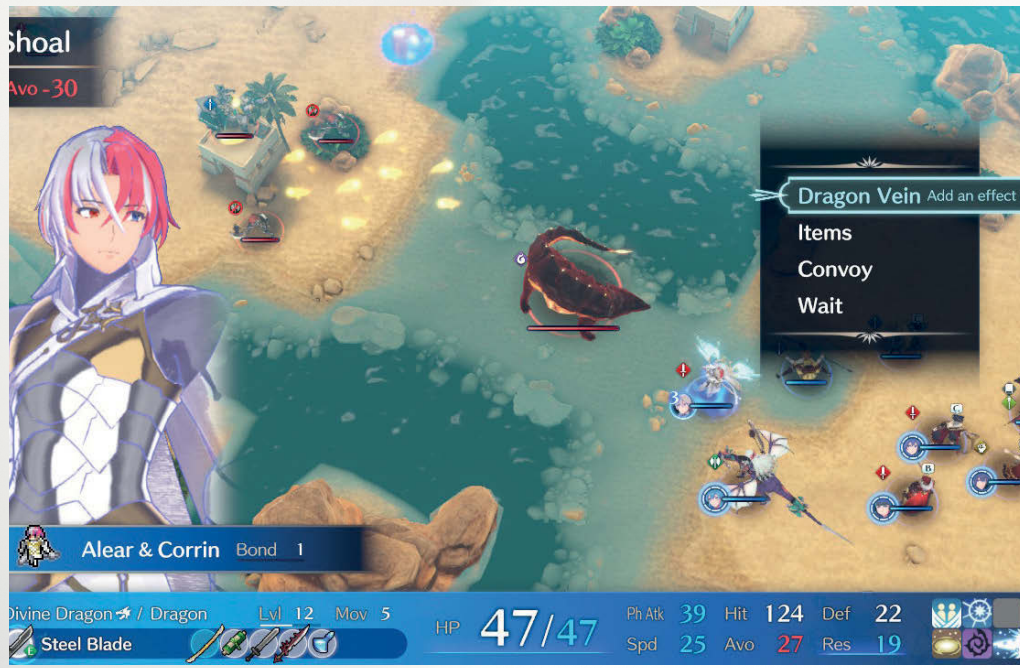 Shoal
Avo -30
Dragon Vein Add an effect
Items
Convoy
Wait
3
C
B
Alear & Corrin Bond 1
Divine Dragon / Dragon Lvl 12 Mov 5
E Steel Blade
HP 47/47
Ph Atk 39 Hit 124 Def 22
Spd 25 Avo 27 Res 19